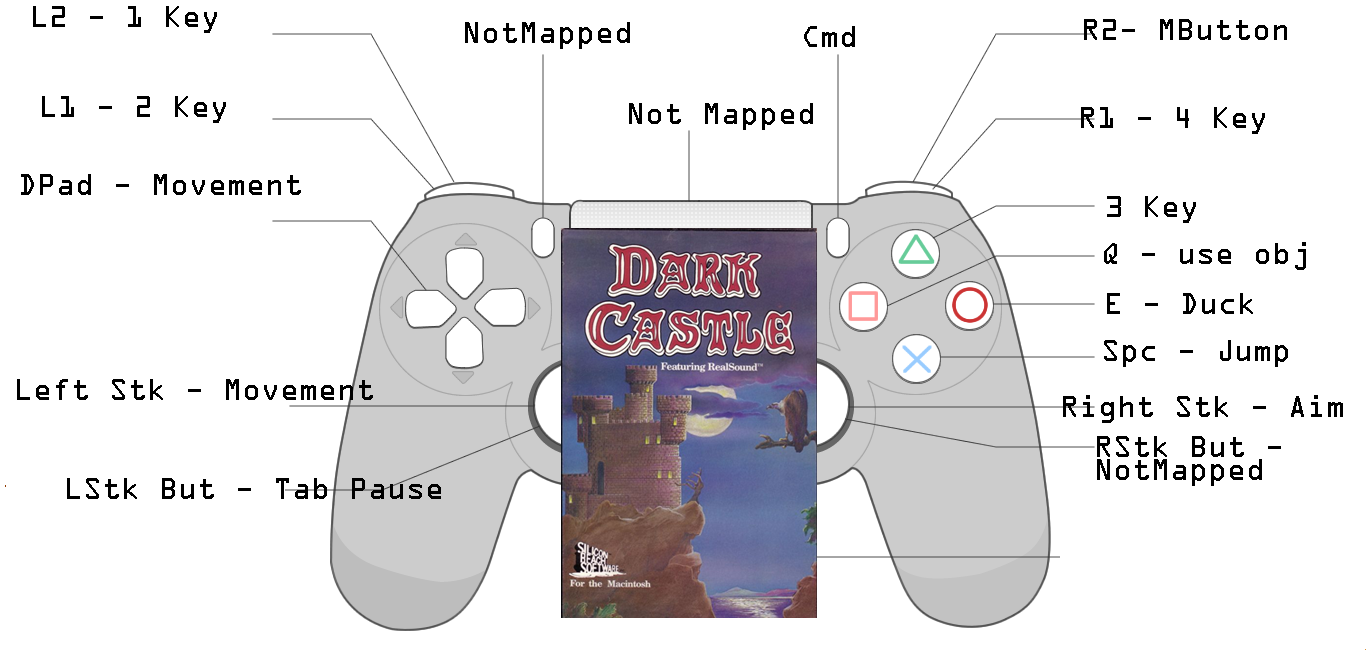 L2 - 1 Key
NotMapped
Cmd
R2- MButton
L1 - 2 Key
Not Mapped
R1 - 4 Key
DPad - Movement
3 Key
Q - use obj
E - Duck
Spc - Jump
Left Stk - Movement
Right Stk - Aim
RStk But -
NotMapped
LStk But - Tab Pause
DARK
CASTLE
Featuring RealSound™
SILICON
BEACH
SOFTWARE
For the Macintosh